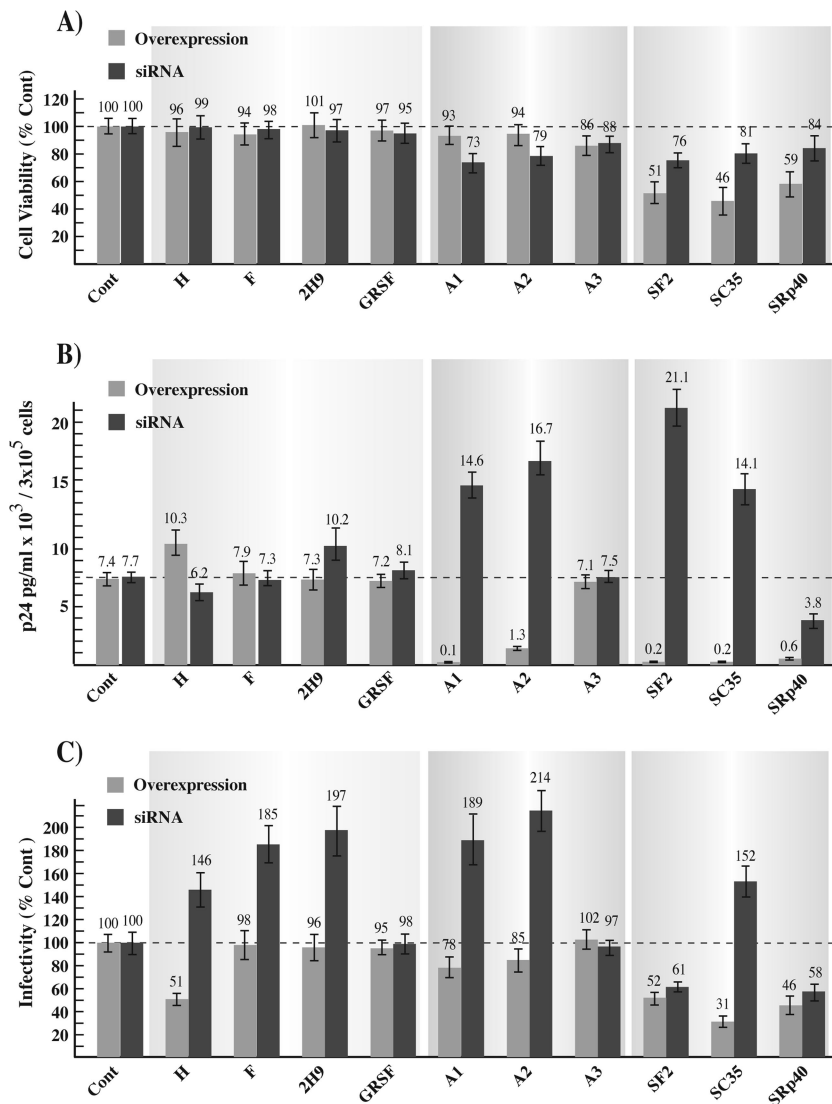 A)
Overexpression
siRNA
Cell Viability (% Cont)
120
100
80
60
40
20
100 100 96 99 94 98 101 97 97 95 93 73 94 79 86 88 51 76 46 81 59 84
Cont H F 2H9 GRSF A1 A2 A3 SF2 SC35 SRp40
B)
Overexpression
siRNA
p24 pg/ml x 10³ / 3x10⁵ cells
20
15
10
5
7.4 7.7 10.3 6.2 7.9 7.3 7.3 10.2 7.2 8.1 0.1 14.6 1.3 16.7 7.1 7.5 0.2 21.1 0.2 14.1 0.6 3.8
Cont H F 2H9 GRSF A1 A2 A3 SF2 SC35 SRp40
C)
Overexpression
siRNA
Infectivity (% Cont )
200
180
160
140
120
100
80
60
40
20
100 100 51 146 98 185 96 197 95 98 78 189 85 214 102 97 52 61 31 152 46 58
Cont H F 2H9 GRSF A1 A2 A3 SF2 SC35 SRp40